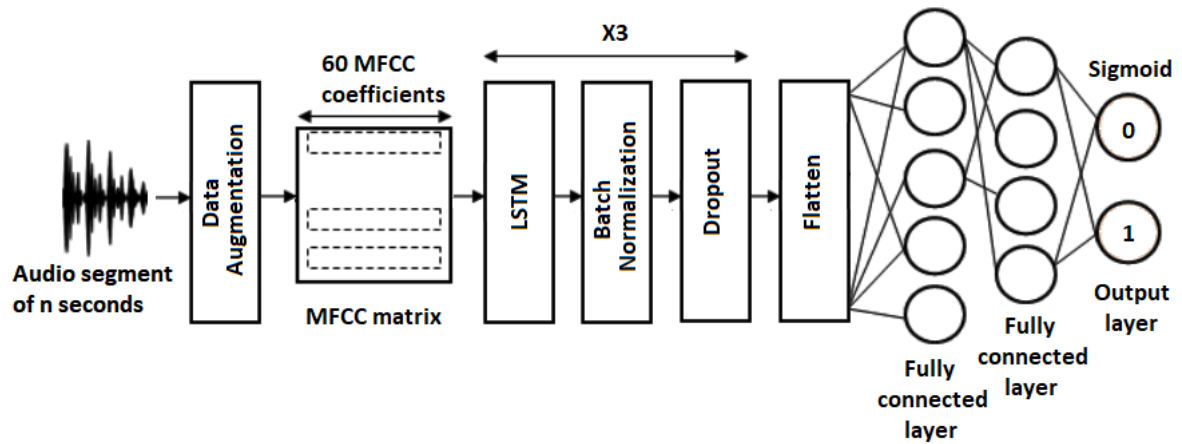 X3
60 MFCC
coefficients
Sigmoid
0
1
Data
Augmentation
LSTM
Batch
Normalization
Dropout
Flatten
Audio segment
of n seconds
MFCC matrix
Output
layer
Fully
connected
layer
Fully
connected
layer